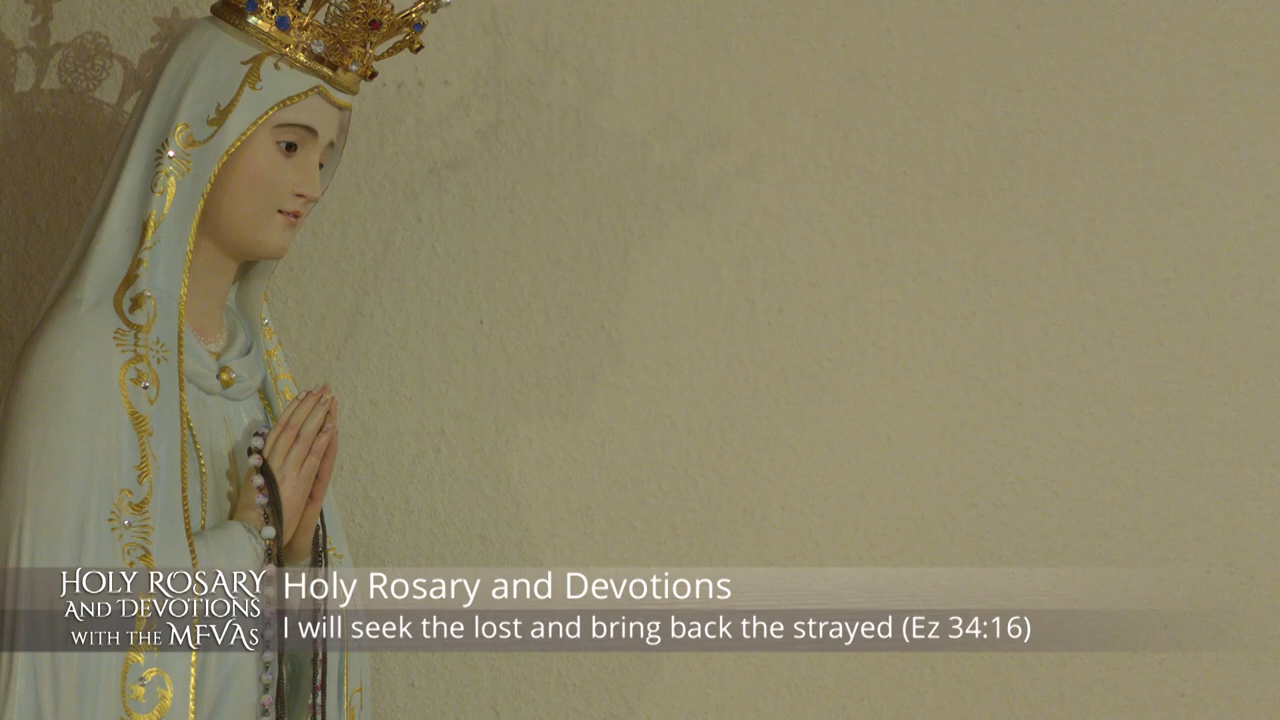 HOLY ROSARY
AND DEVOTIONS
WITH THE MFVAs
Holy Rosary and Devotions
I will seek the lost and bring back the strayed (Ez 34:16)